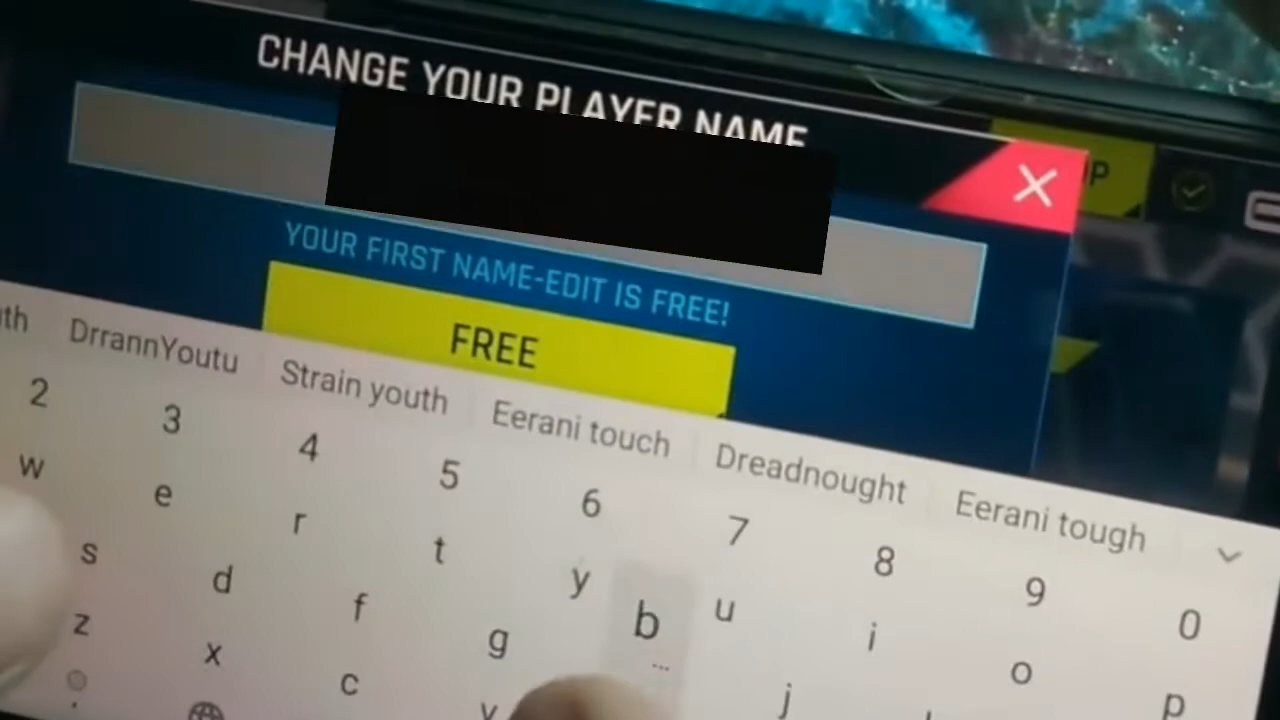 CHANGE YOUR PLAYER NAME
YOUR FIRST NAME-EDIT IS FREE!
FREE
DrrannYoutu Strain youth Eerani touch Dreadnought Eerani tough
2 3 4 5 6 7 8 9 0
w e r t y u i o p
s d f g b j
z x c v